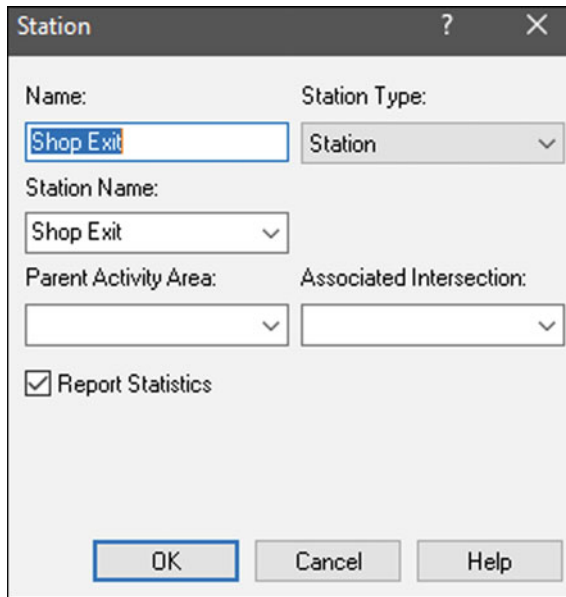 Station ? ×
Name: Station Type:
Shop Exit Station
Station Name:
Shop Exit
Parent Activity Area: Associated Intersection:
Report Statistics
OK Cancel Help